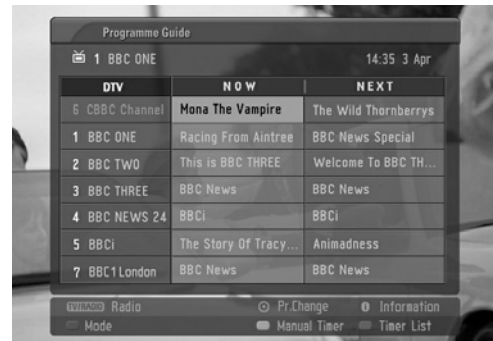 Programme Guide
1 BBC ONE 14:35 3 Apr
DTV NOW NEXT
6 CBBC Channel Mona The Vampire The Wild Thornberrys
1 BBC ONE Racing From Aintree BBC News Special
2 BBC TWO This is BBC THREE Welcome To BBC TH...
3 BBC THREE BBC News BBC News
4 BBC NEWS 24 BBCi BBCi
5 BBCi The Story Of Tracy... Animadness
7 BBC1 London BBC News BBC News
TV/RADIO Radio Pr.Change i Information
Mode Manual Timer Timer List